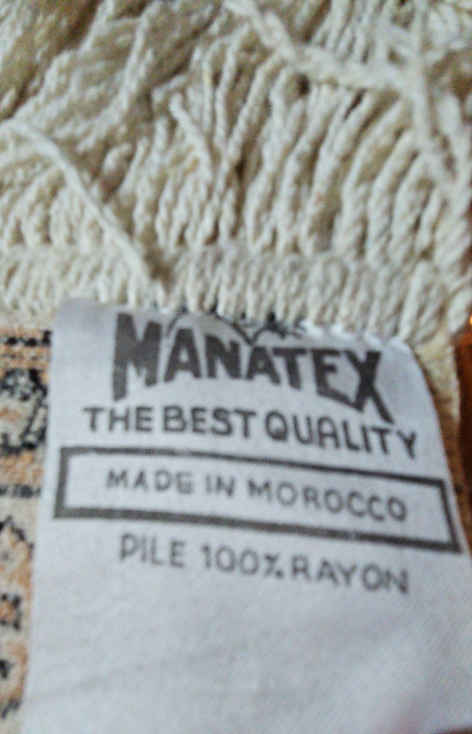 MANATEX
THE BEST QUALITY
MADE IN MOROCCO
PILE 100% RAYON